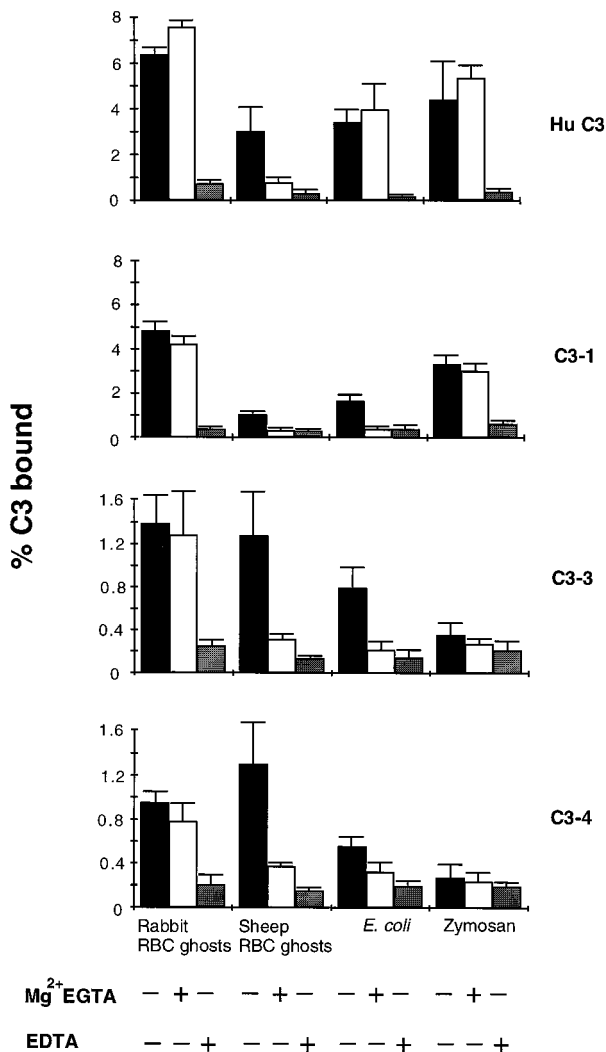 8
6
4
2
0
Hu C3
8
6
4
2
0
C3-1
% C3 bound
1.6
1.2
0.8
0.4
0
C3-3
1.6
1.2
0.8
0.4
0
C3-4
Rabbit RBC ghosts
Sheep RBC ghosts
E. coli
Zymosan
Mg2+EGTA − + − − + − − + − − + −
EDTA − − + − − + − − + − − +